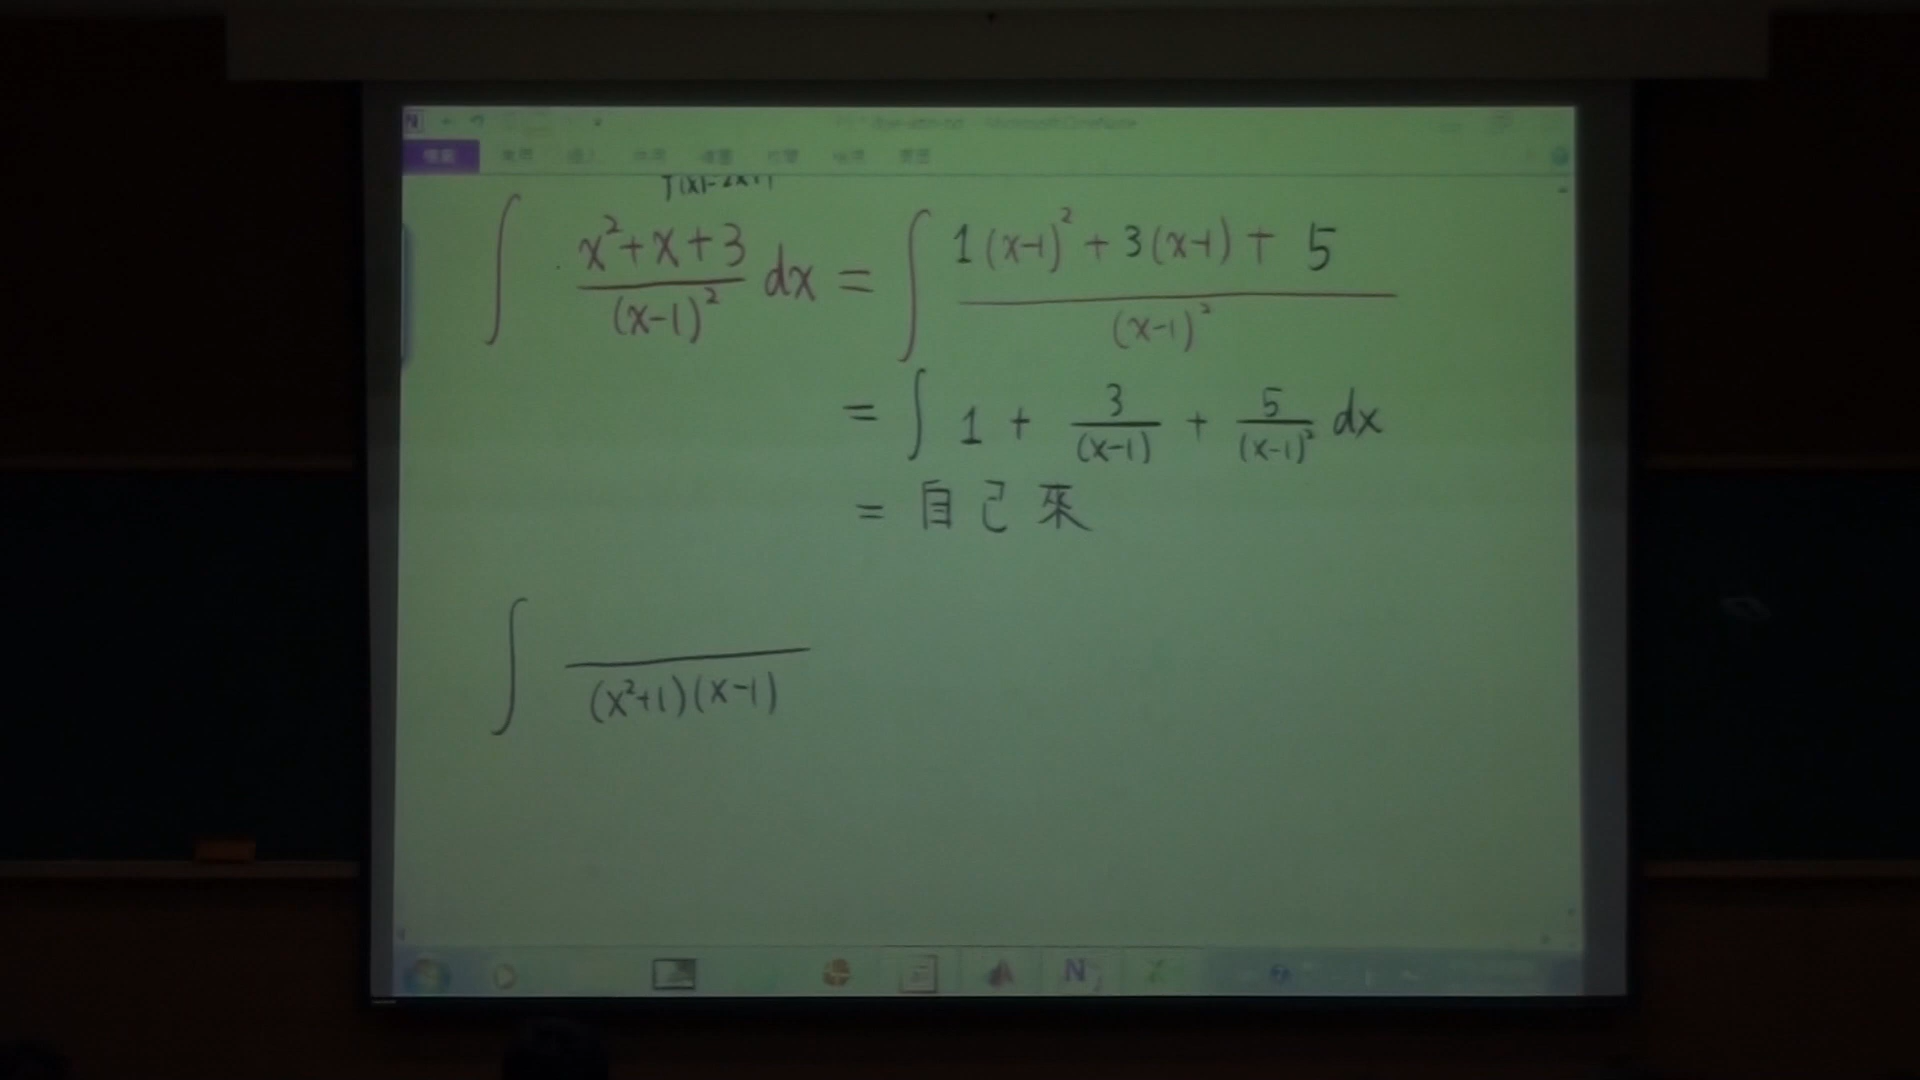 ∫ x²+x+3 / (x-1)² dx = ∫ 1(x-1)² + 3(x-1) + 5 / (x-1)²
= ∫ 1 + 3/(x-1) + 5/(x-1)² dx
= 自己來
∫ / (x²+1)(x-1)